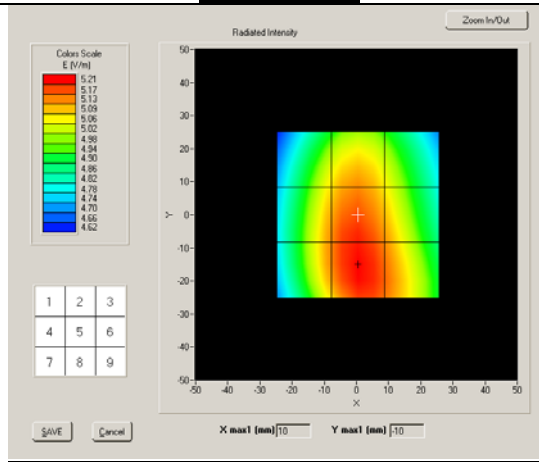 Zoom In/Out
Radiated Intensity
Colors Scale
E (V/m)
5.21
5.17
5.13
5.09
5.06
5.02
4.98
4.94
4.90
4.86
4.82
4.78
4.74
4.70
4.66
4.62
50
40
30
20
10
0
-10
-20
-30
-40
-50
Y
-50 -40 -30 -20 -10 0 10 20 30 40 50
X
1 2 3
4 5 6
7 8 9
SAVE Cancel
X max1 (mm) 10 Y max1 (mm) -10